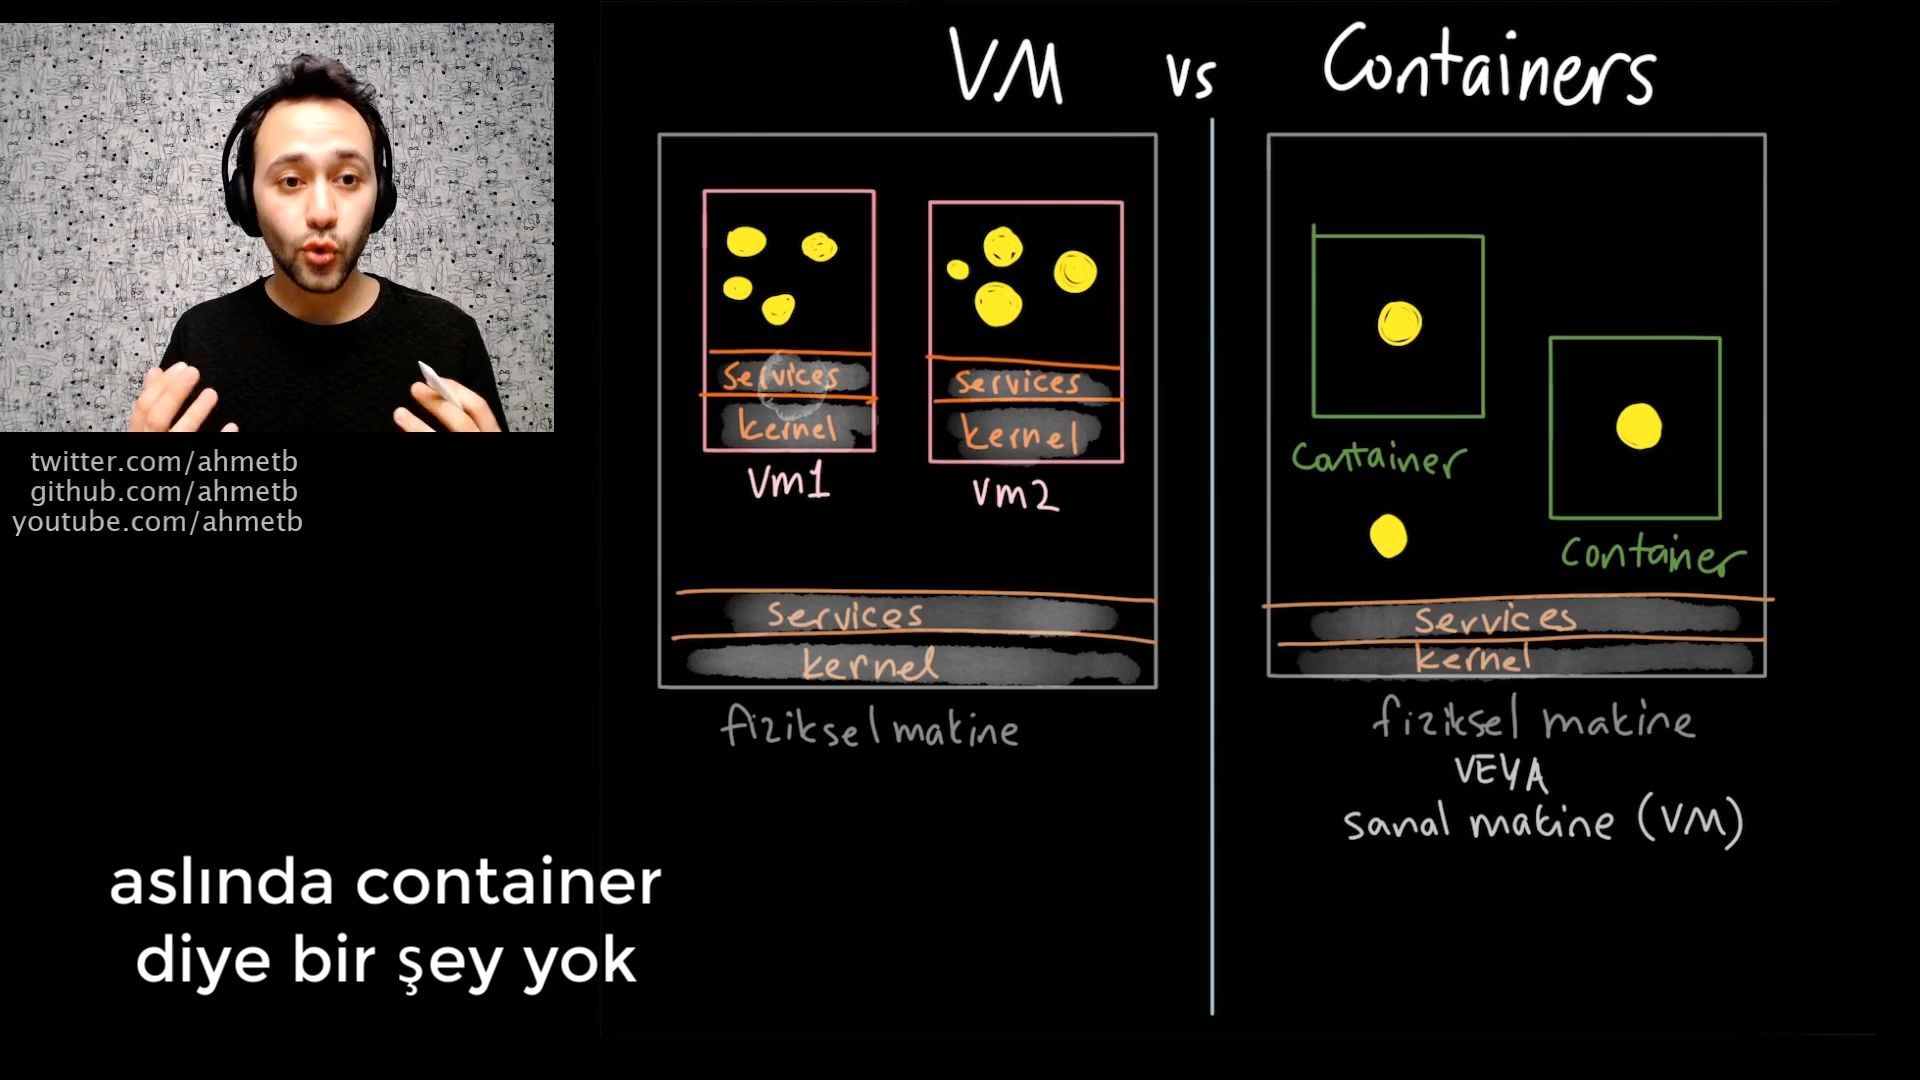 VM vs Containers
services
kernel
Vm1
services
kernel
Vm2
services
kernel
fiziksel makine
Container
Container
services
kernel
fiziksel makine
VEYA
sanal makine (VM)
twitter.com/ahmetb
github.com/ahmetb
youtube.com/ahmetb
aslında container
diye bir şey yok